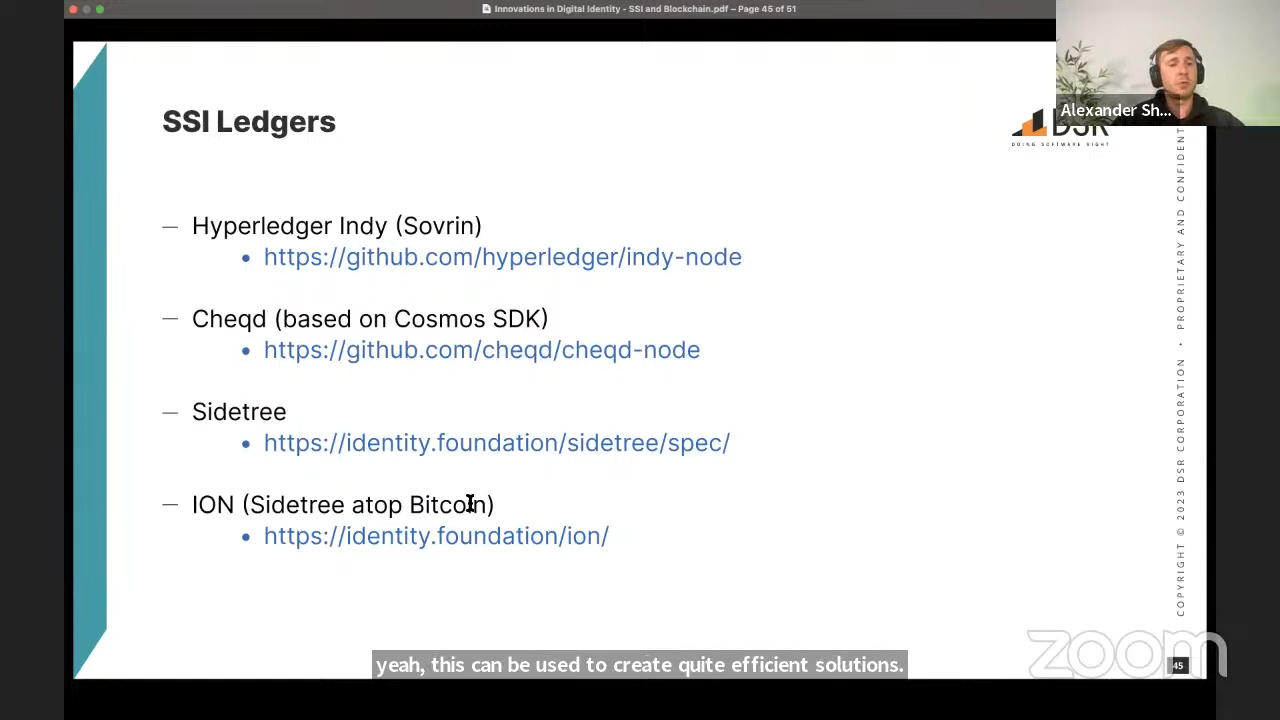 Innovations in Digital Identity - SSI and Blockchain.pdf – Page 45 of 51
Alexander Sh...
SSI Ledgers
DSR
DOING SOFTWARE RIGHT
— Hyperledger Indy (Sovrin)
• https://github.com/hyperledger/indy-node
— Cheqd (based on Cosmos SDK)
• https://github.com/cheqd/cheqd-node
— Sidetree
• https://identity.foundation/sidetree/spec/
— ION (Sidetree atop Bitcoin)
• https://identity.foundation/ion/
COPYRIGHT © 2023 DSR CORPORATION • PROPRIETARY AND CONFIDENT
yeah, this can be used to create quite efficient solutions.
zoom
45